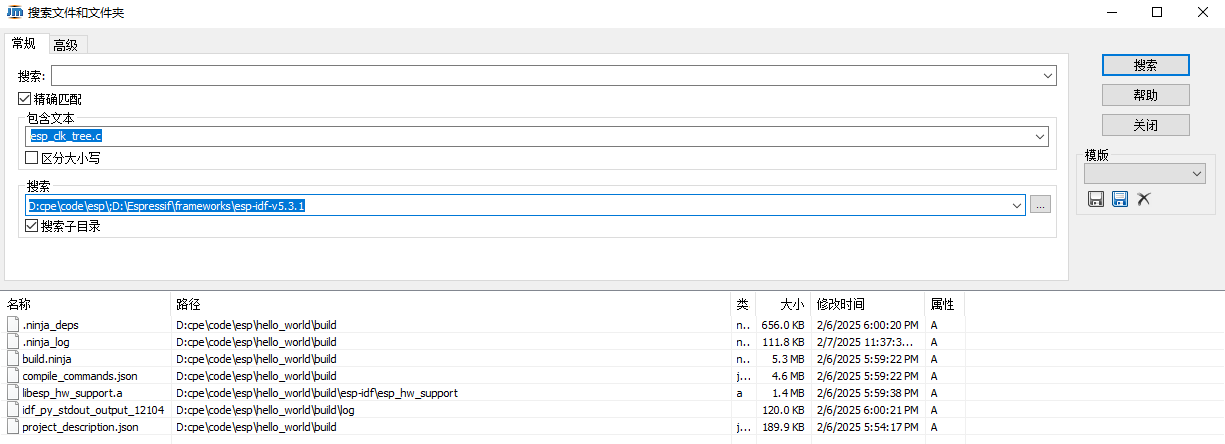 JM 搜索文件和文件夹
常规 高级
搜索:
精确匹配
包含文本
esp_clk_tree.c
区分大小写
搜索
D:cpe\code\esp\;D:\Espressif\frameworks\esp-idf-v5.3.1
...
搜索子目录
搜索
帮助
关闭
模版
名称 路径 类 大小 修改时间 属性
.ninja_deps D:cpe\code\esp\hello_world\build n.. 656.0 KB 2/6/2025 6:00:20 PM A
.ninja_log D:cpe\code\esp\hello_world\build n.. 111.8 KB 2/7/2025 11:37:3... A
build.ninja D:cpe\code\esp\hello_world\build n.. 5.3 MB 2/6/2025 5:59:22 PM A
compile_commands.json D:cpe\code\esp\hello_world\build j... 4.6 MB 2/6/2025 5:59:22 PM A
libesp_hw_support.a D:cpe\code\esp\hello_world\build\esp-idf\esp_hw_support a 1.4 MB 2/6/2025 5:59:38 PM A
idf_py_stdout_output_12104 D:cpe\code\esp\hello_world\build\log 120.0 KB 2/6/2025 6:00:21 PM A
project_description.json D:cpe\code\esp\hello_world\build j... 189.9 KB 2/6/2025 5:54:17 PM A